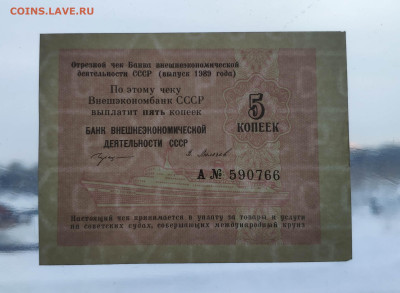 COINS.LAVE.RU
Отрезной чек Банка внешнеэкономической
деятельности СССР (выпуск 1989 года)
По этому чеку
Внешэкономбанк СССР
выплатит пять копеек
5
КОПЕЕК
БАНК ВНЕШНЕЭКОНОМИЧЕСКОЙ
ДЕЯТЕЛЬНОСТИ СССР
А № 590766
Настоящий чек принимается в уплату за товары и услуги
на советских судах, совершающих международный круиз